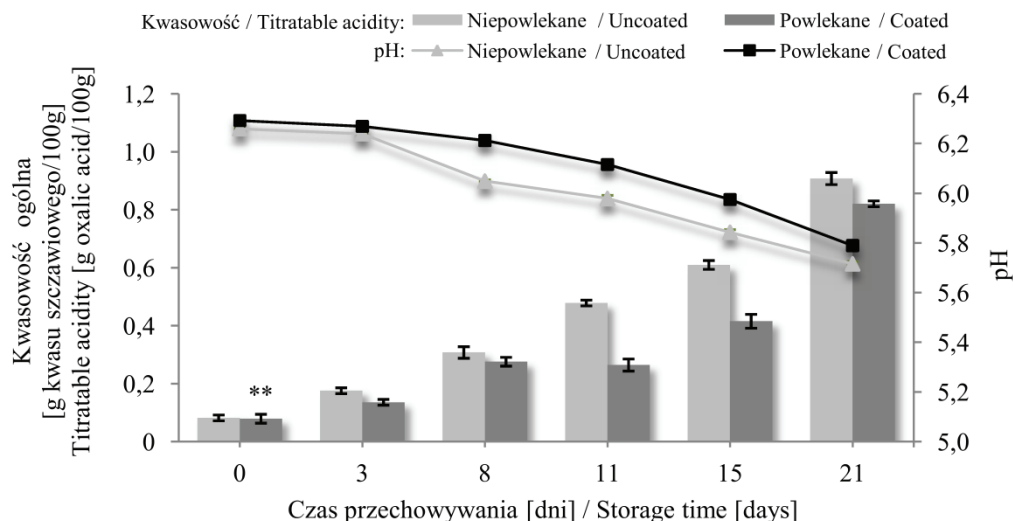 Kwasowość / Titratable acidity: Niepowlekane / Uncoated Powlekane / Coated
pH: Niepowlekane / Uncoated Powlekane / Coated
Kwasowość ogólna
[g kwasu szczawiowego/100g]
Titratable acidity [g oxalic acid/100g]
1,2
1,0
0,8
0,6
0,4
0,2
0
**
6,4
6,2
6,0
5,8
5,6
5,4
5,2
5,0
pH
0 3 8 11 15 21
Czas przechowywania [dni] / Storage time [days]